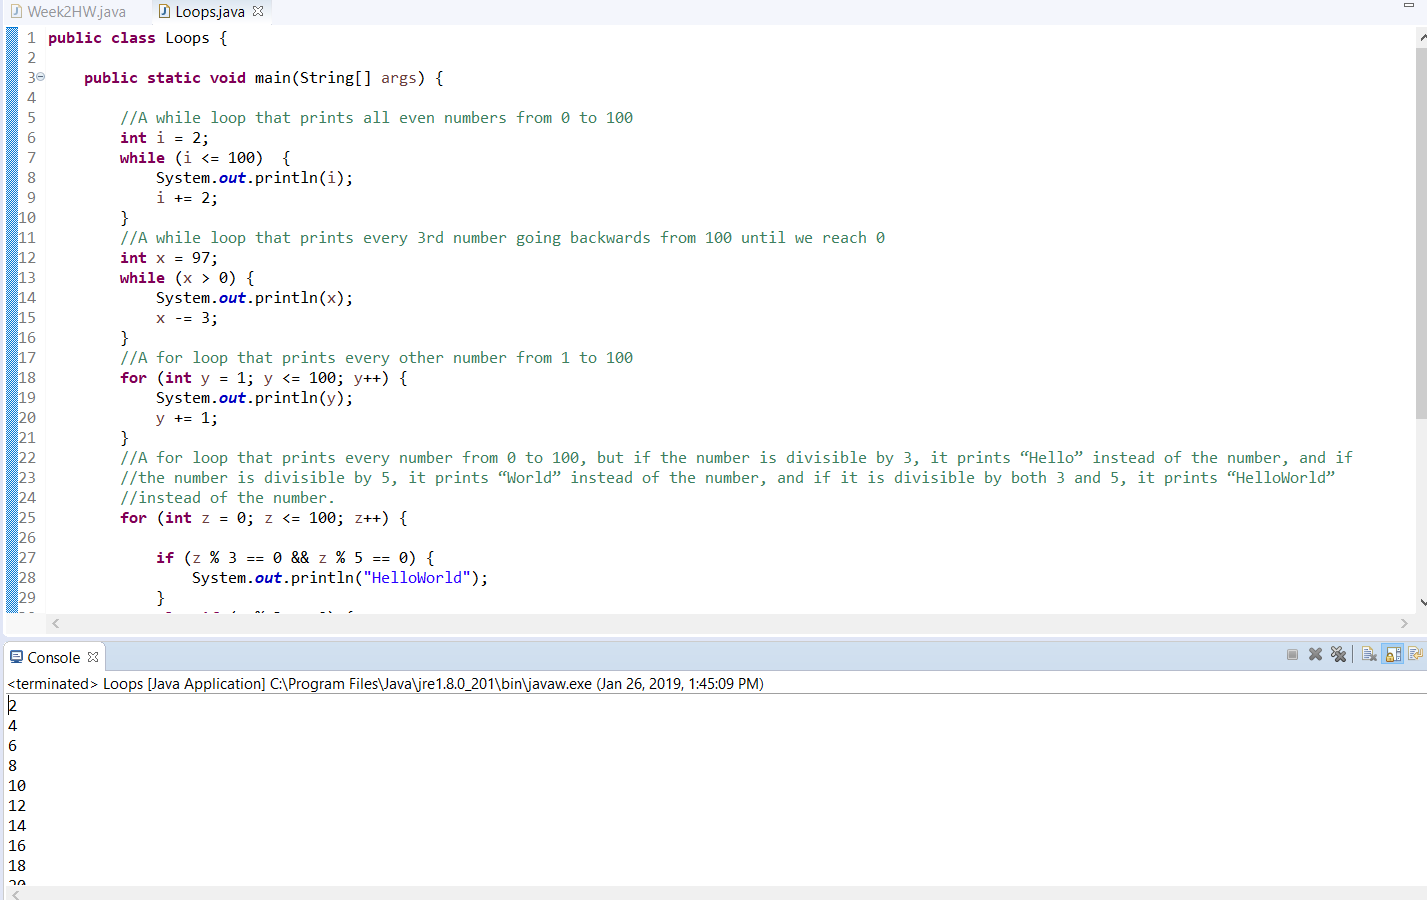 Week2HW.java
Loops.java
1 public class Loops {
2
3 public static void main(String[] args) {
4
5 //A while loop that prints all even numbers from 0 to 100
6 int i = 2;
7 while (i <= 100)  {
8 System.out.println(i);
9 i += 2;
10 }
11 //A while loop that prints every 3rd number going backwards from 100 until we reach 0
12 int x = 97;
13 while (x > 0) {
14 System.out.println(x);
15 x -= 3;
16 }
17 //A for loop that prints every other number from 1 to 100
18 for (int y = 1; y <= 100; y++) {
19 System.out.println(y);
20 y += 1;
21 }
22 //A for loop that prints every number from 0 to 100, but if the number is divisible by 3, it prints “Hello” instead of the number, and if
23 //the number is divisible by 5, it prints “World” instead of the number, and if it is divisible by both 3 and 5, it prints “HelloWorld”
24 //instead of the number.
25 for (int z = 0; z <= 100; z++) {
26
27 if (z % 3 == 0 && z % 5 == 0) {
28 System.out.println("HelloWorld");
29 }
Console
<terminated> Loops [Java Application] C:\Program Files\Java\jre1.8.0_201\bin\javaw.exe (Jan 26, 2019, 1:45:09 PM)
2
4
6
8
10
12
14
16
18